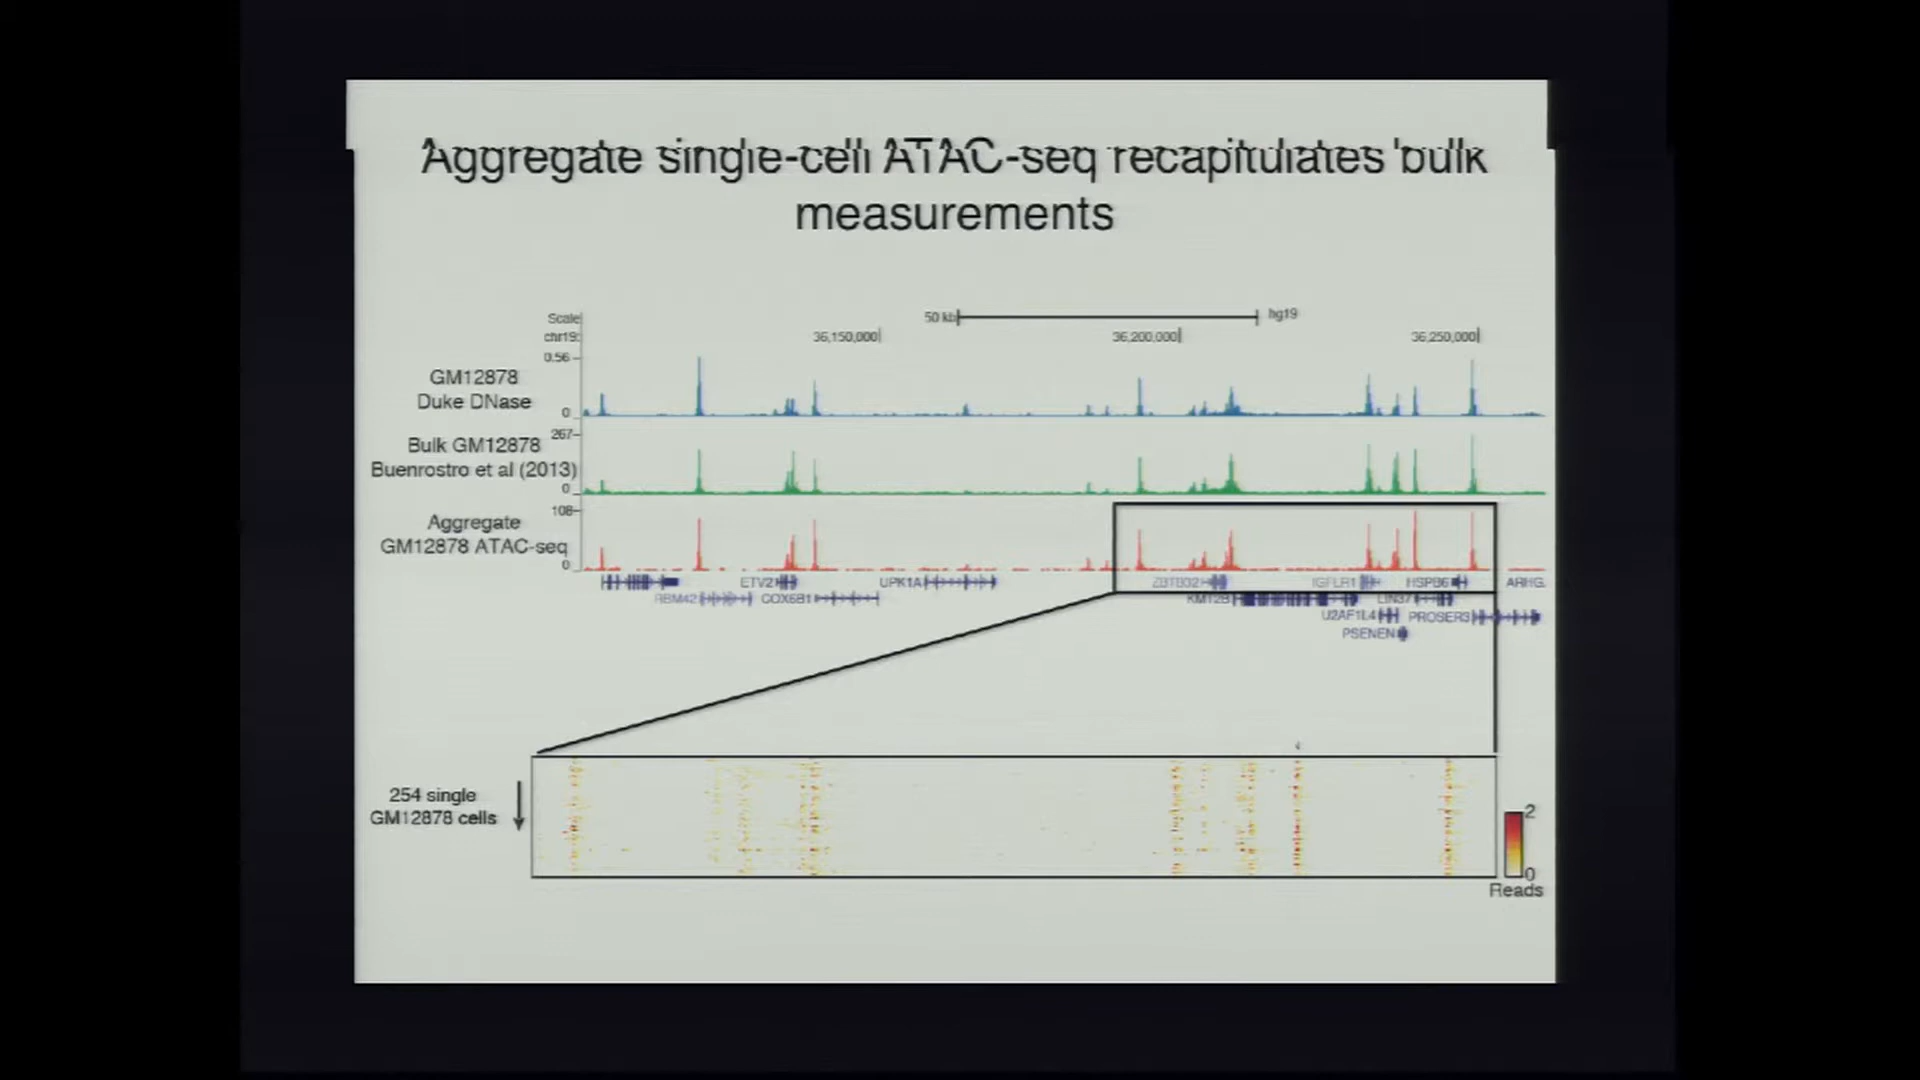 Aggregate single-cell ATAC-seq recapitulates bulk
measurements
Scale
50 kb
hg19
chr19:
36,150,000
36,200,000
36,250,000
0.56
GM12878
Duke DNase
0
267
Bulk GM12878
Buenrostro et al (2013)
0
108
Aggregate
GM12878 ATAC-seq
0
ETV2
UPK1A
ZBTB32
IGFLR1
HSPB6
RBM42
COX6B1
KMT2B
LIN37
U2AF1L4
PROSER3
PSENEN
254 single
GM12878 cells
2
0
Reads